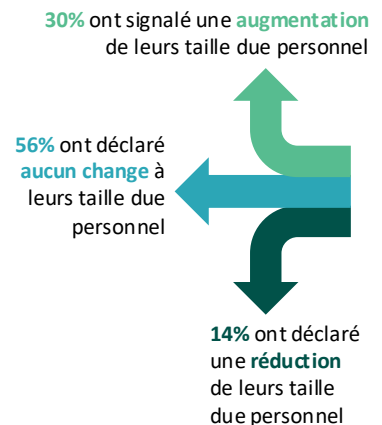 30% ont signalé une augmentation
de leurs taille due personnel
56% ont déclaré
aucun change à
leurs taille due
personnel
14% ont déclaré
une réduction
de leurs taille
due personnel